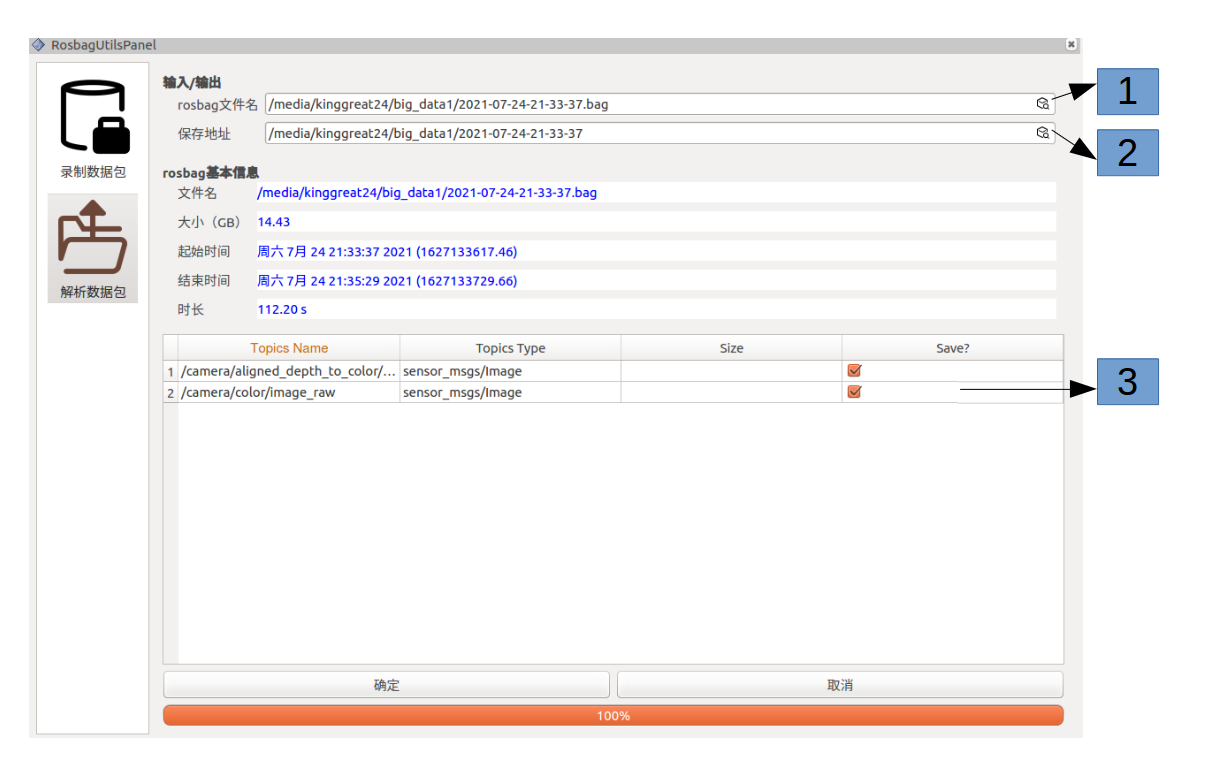 RosbagUtilsPanel
录制数据包
解析数据包
输入/输出
rosbag文件名 /media/kinggreat24/big_data1/2021-07-24-21-33-37.bag
保存地址 /media/kinggreat24/big_data1/2021-07-24-21-33-37
rosbag基本信息
文件名 /media/kinggreat24/big_data1/2021-07-24-21-33-37.bag
大小（GB） 14.43
起始时间 周六 7月 24 21:33:37 2021 (1627133617.46)
结束时间 周六 7月 24 21:35:29 2021 (1627133729.66)
时长 112.20 s
Topics Name Topics Type Size Save?
1 /camera/aligned_depth_to_color/... sensor_msgs/Image
2 /camera/color/image_raw sensor_msgs/Image
确定 取消
100%
1
2
3